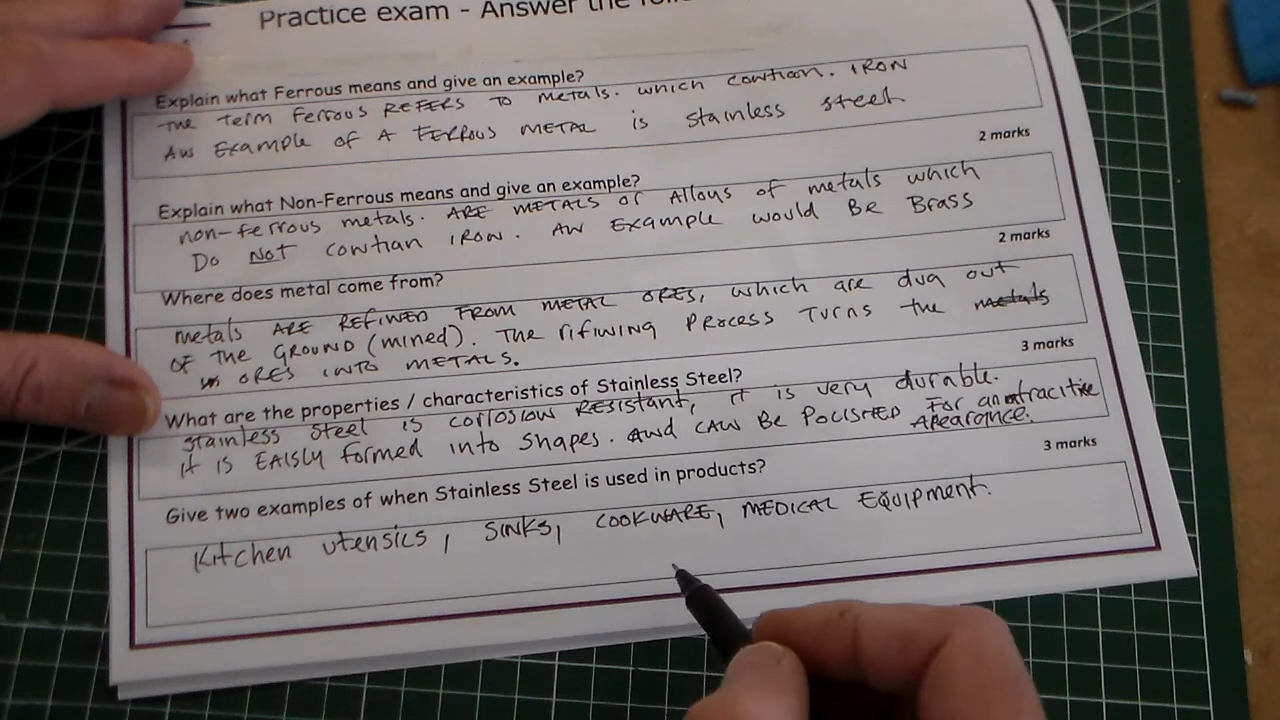 Practice exam - Answer the
Explain what Ferrous means and give an example?
The term Ferrous REFERS TO METALS. which cowtian. IRON
AN Example of A FERROUS METAL is stainless steel
2 marks
Explain what Non-Ferrous means and give an example?
non-ferrous metals. ARE METALS or Alloys of metals which
Do NOT cowtian IRON. AN Example would BE BRASS
2 marks
Where does metal come from?
metals ARE REFINED FROM METAL ORES, which are dug out
OF THE GROUND (mined). THE rifining PROCESS TURNS the metals
ORES INTO METALS.
3 marks
What are the properties / characteristics of Stainless Steel?
stainless steel is corrosion RESISTANT, it is very durable.
it is EAISLY formed into shapes. AND CAN BE POLISHED For an attracitive
APEARANCE.
3 marks
Give two examples of when Stainless Steel is used in products?
Kitchen utensics, SINKS, COOKWARE, MEDICAL EQUIPMENT.